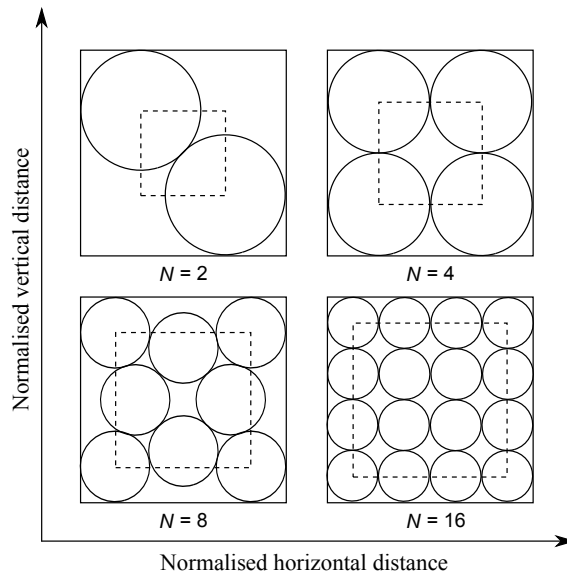 Normalised vertical distance
N = 2
N = 4
N = 8
N = 16
Normalised horizontal distance